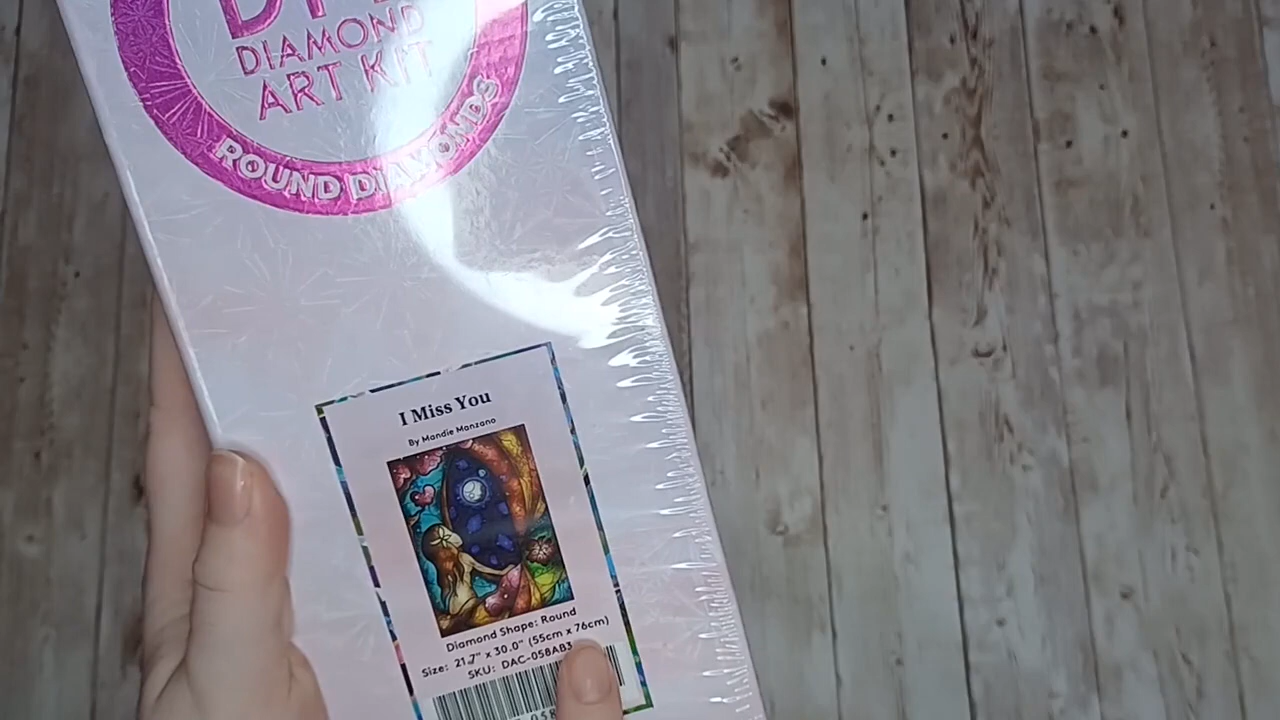 DIAMOND
ART KIT
ROUND DIAMONDS
I Miss You
By Mandie Manzano
Diamond Shape: Round
Size: 21.7" x 30.0" (55cm x 76cm)
SKU: DAC-058AB3